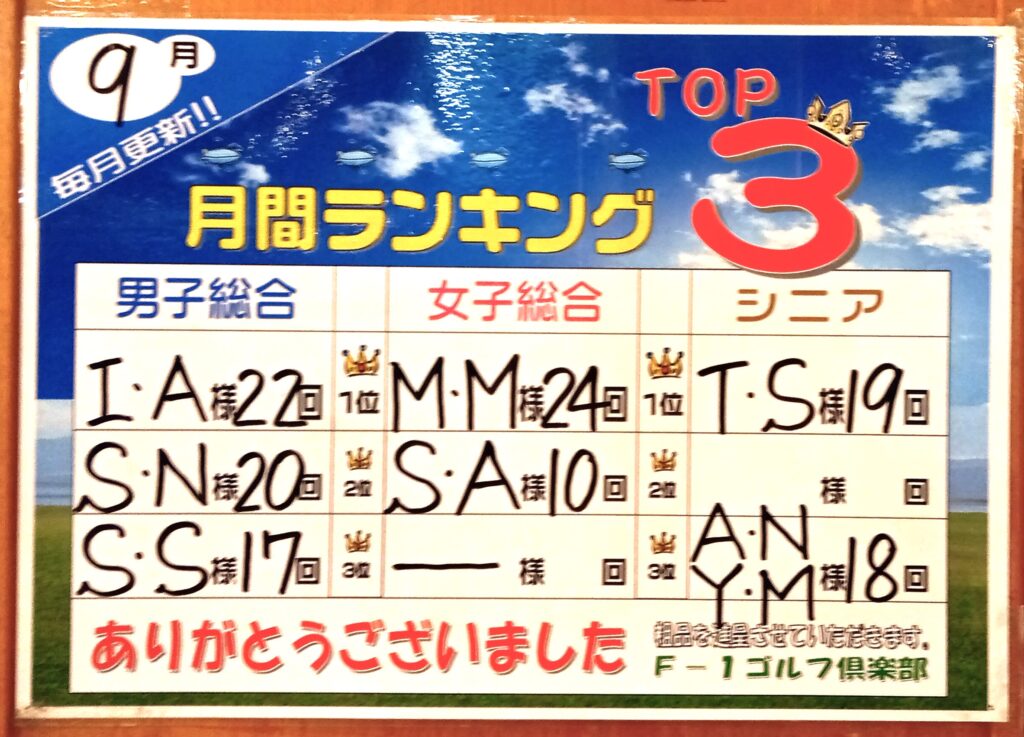 9月
毎月更新!!
TOP
3
月間ランキング
男子総合 女子総合 シニア
I・A様22回 1位 M・M様24回 1位 T・S様19回
S・N様20回 2位 S・A様10回 2位 様 回
S・S様17回 3位 ー様 回 3位 A・N
Y・M様18回
ありがとうございました
粗品を進呈させていただきます。
F-1ゴルフ倶楽部